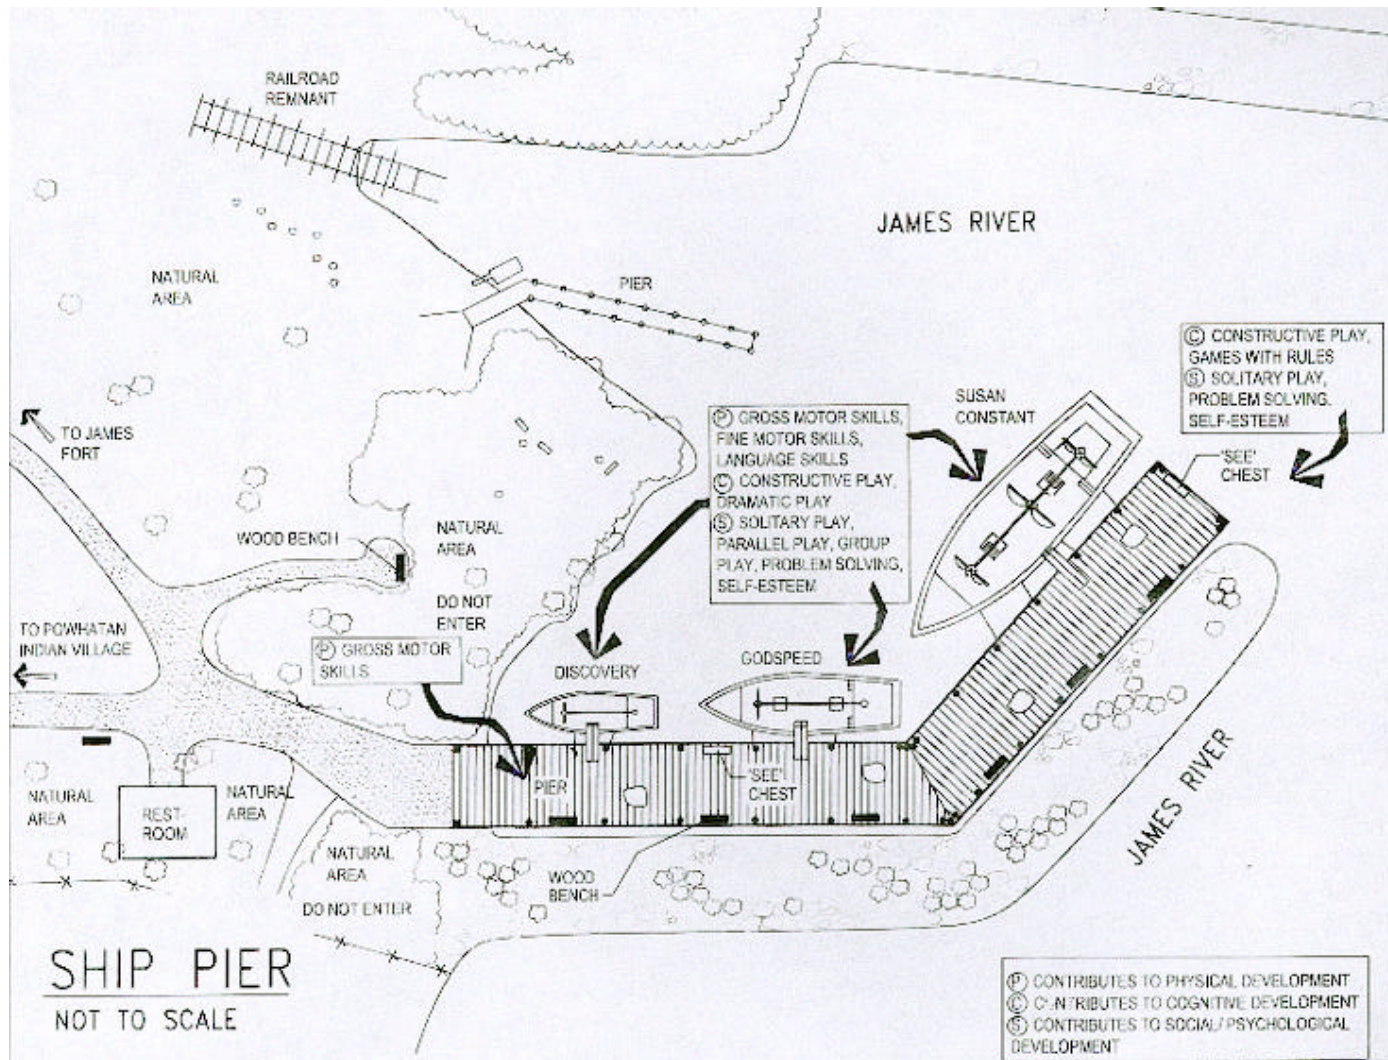 RAILROAD
REMNANT
JAMES RIVER
NATURAL
AREA
PIER
Ⓒ CONSTRUCTIVE PLAY,
GAMES WITH RULES
Ⓢ SOLITARY PLAY,
PROBLEM SOLVING,
SELF-ESTEEM
SUSAN
CONSTANT
Ⓟ GROSS MOTOR SKILLS,
FINE MOTOR SKILLS,
LANGUAGE SKILLS
Ⓒ CONSTRUCTIVE PLAY,
DRAMATIC PLAY
Ⓢ SOLITARY PLAY,
PARALLEL PLAY, GROUP
PLAY, PROBLEM SOLVING,
SELF-ESTEEM
TO JAMES
FORT
'SEE'
CHEST
WOOD BENCH
NATURAL
AREA
DO NOT
ENTER
TO POWHATAN
INDIAN VILLAGE
Ⓟ GROSS MOTOR
SKILLS
DISCOVERY
GODSPEED
PIER
'SEE'
CHEST
JAMES RIVER
NATURAL
AREA
REST-
ROOM
NATURAL
AREA
NATURAL
AREA
DO NOT ENTER
WOOD
BENCH
SHIP PIER
NOT TO SCALE
Ⓟ CONTRIBUTES TO PHYSICAL DEVELOPMENT
Ⓒ CONTRIBUTES TO COGNITIVE DEVELOPMENT
Ⓢ CONTRIBUTES TO SOCIAL/ PSYCHOLOGICAL
DEVELOPMENT